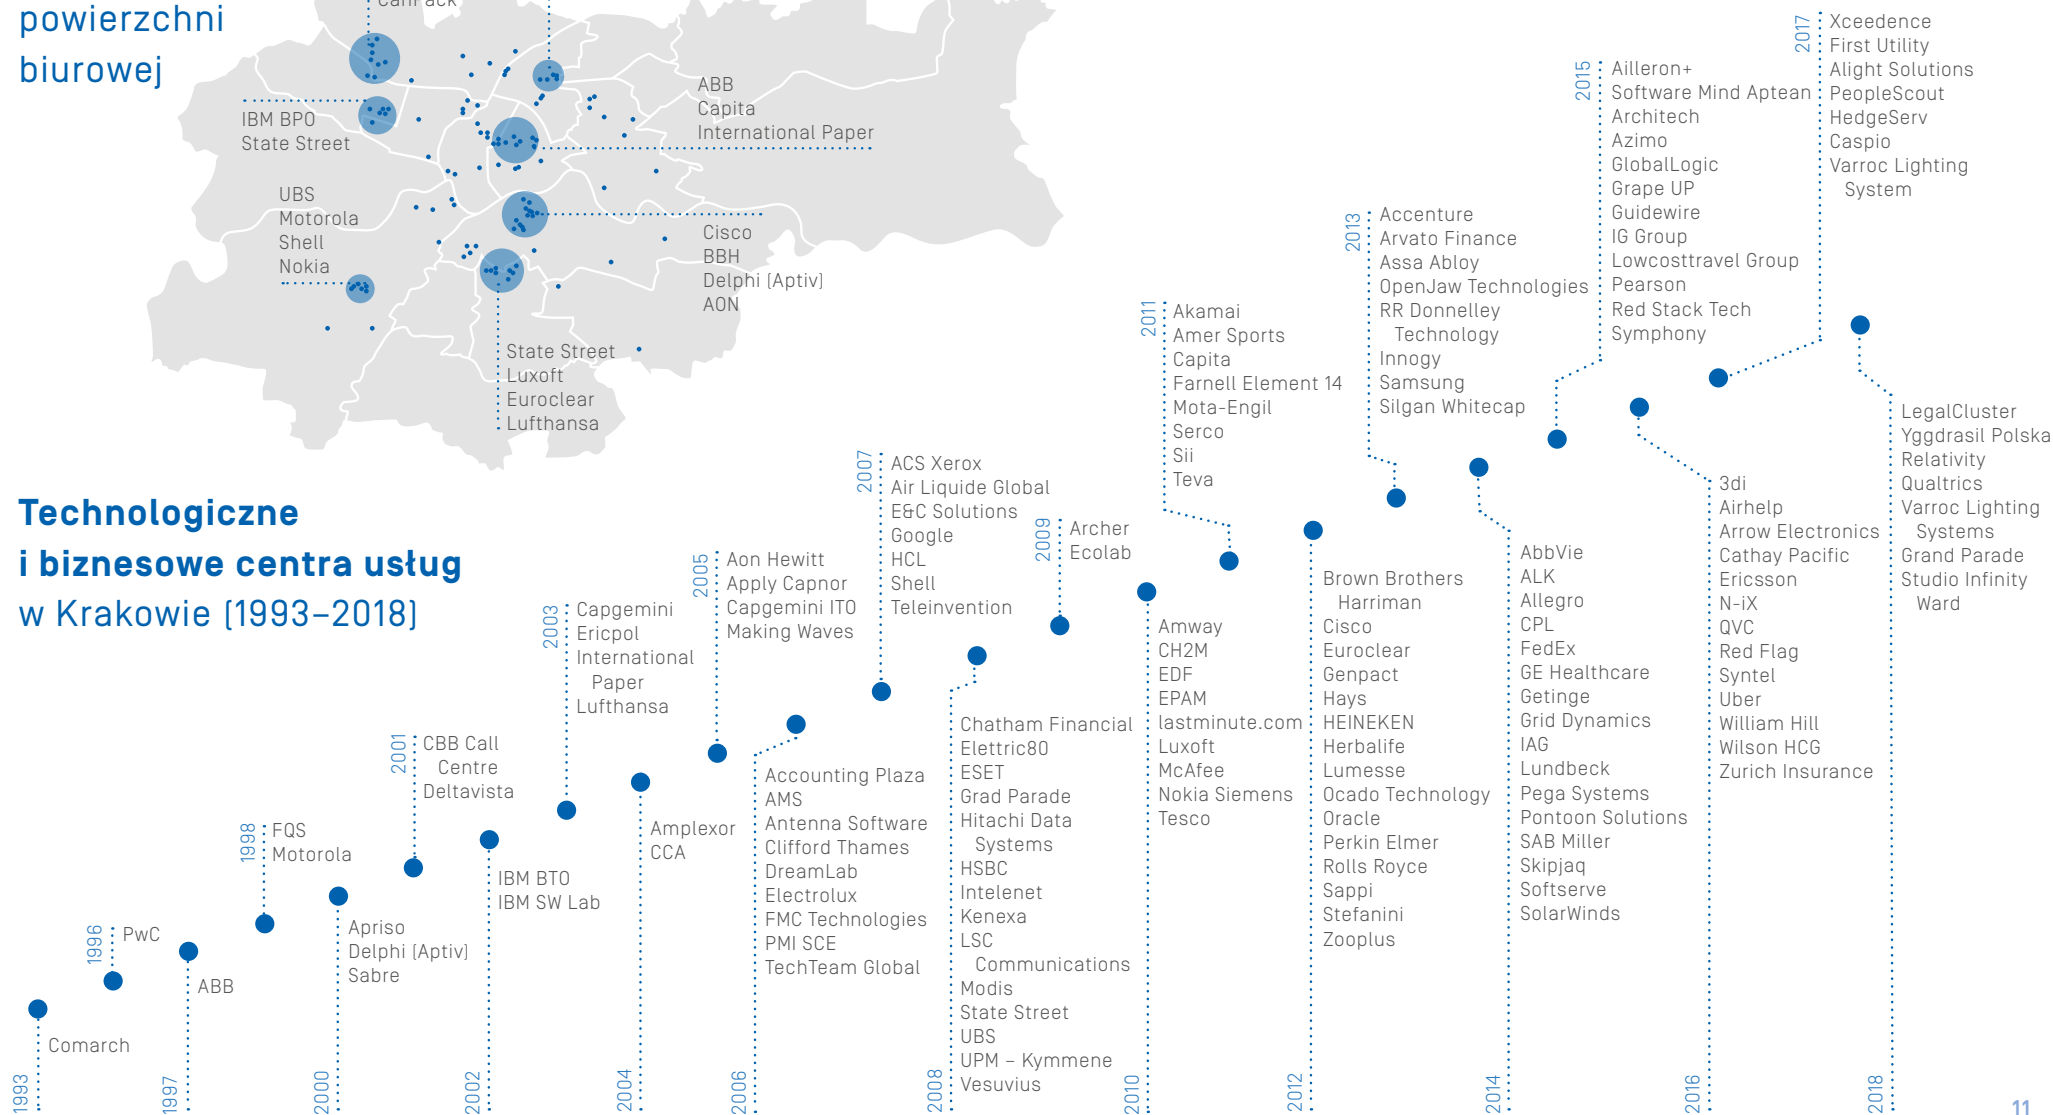 powierzchni
biurowej
CanPack
IBM BPO
State Street
UBS
Motorola
Shell
Nokia
ABB
Capita
International Paper
Cisco
BBH
Delphi (Aptiv)
AON
State Street
Luxoft
Euroclear
Lufthansa
Technologiczne
i biznesowe centra usług
w Krakowie (1993–2018)
1993
Comarch
1996
PwC
1997
ABB
1998
FQS
Motorola
2000
Apriso
Delphi (Aptiv)
Sabre
2001
CBB Call
Centre
Deltavista
2002
IBM BTO
IBM SW Lab
2003
Capgemini
Ericpol
International
Paper
Lufthansa
2004
Amplexor
CCA
2005
Aon Hewitt
Apply Capnor
Capgemini ITO
Making Waves
2006
Accounting Plaza
AMS
Antenna Software
Clifford Thames
DreamLab
Electrolux
FMC Technologies
PMI SCE
TechTeam Global
2007
ACS Xerox
Air Liquide Global
E&C Solutions
Google
HCL
Shell
Teleinvention
2008
Chatham Financial
Elettric80
ESET
Grad Parade
Hitachi Data
Systems
HSBC
Intelenet
Kenexa
LSC
Communications
Modis
State Street
UBS
UPM – Kymmene
Vesuvius
2009
Archer
Ecolab
2010
Amway
CH2M
EDF
EPAM
lastminute.com
Luxoft
McAfee
Nokia Siemens
Tesco
2011
Akamai
Amer Sports
Capita
Farnell Element 14
Mota-Engil
Serco
Sii
Teva
2012
Brown Brothers
Harriman
Cisco
Euroclear
Genpact
Hays
HEINEKEN
Herbalife
Lumesse
Ocado Technology
Oracle
Perkin Elmer
Rolls Royce
Sappi
Stefanini
Zooplus
2013
Accenture
Arvato Finance
Assa Abloy
OpenJaw Technologies
RR Donnelley
Technology
Innogy
Samsung
Silgan Whitecap
2014
AbbVie
ALK
Allegro
CPL
FedEx
GE Healthcare
Getinge
Grid Dynamics
IAG
Lundbeck
Pega Systems
Pontoon Solutions
SAB Miller
Skipjaq
Softserve
SolarWinds
2015
Ailleron+
Software Mind Aptean
Architech
Azimo
GlobalLogic
Grape UP
Guidewire
IG Group
Lowcosttravel Group
Pearson
Red Stack Tech
Symphony
2016
3di
Airhelp
Arrow Electronics
Cathay Pacific
Ericsson
N-iX
QVC
Red Flag
Syntel
Uber
William Hill
Wilson HCG
Zurich Insurance
2017
Xceedence
First Utility
Alight Solutions
PeopleScout
HedgeServ
Caspio
Varroc Lighting
System
2018
LegalCluster
Yggdrasil Polska
Relativity
Qualtrics
Varroc Lighting
Systems
Grand Parade
Studio Infinity
Ward
11